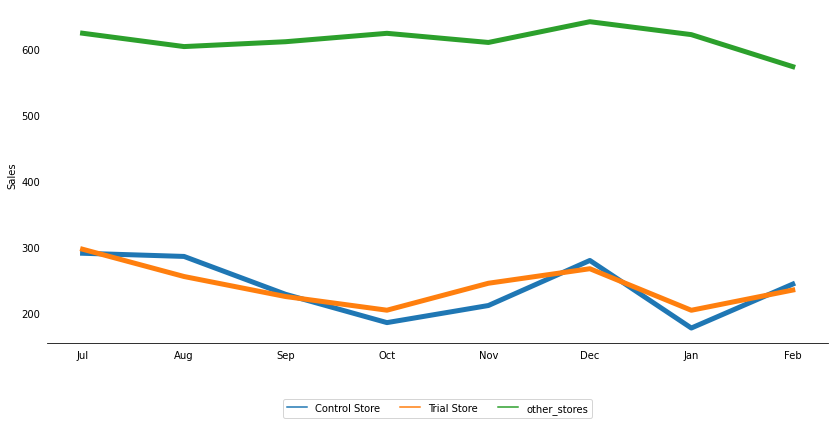 600
500
400
300
200
Sales
Jul Aug Sep Oct Nov Dec Jan Feb
Control Store Trial Store other_stores